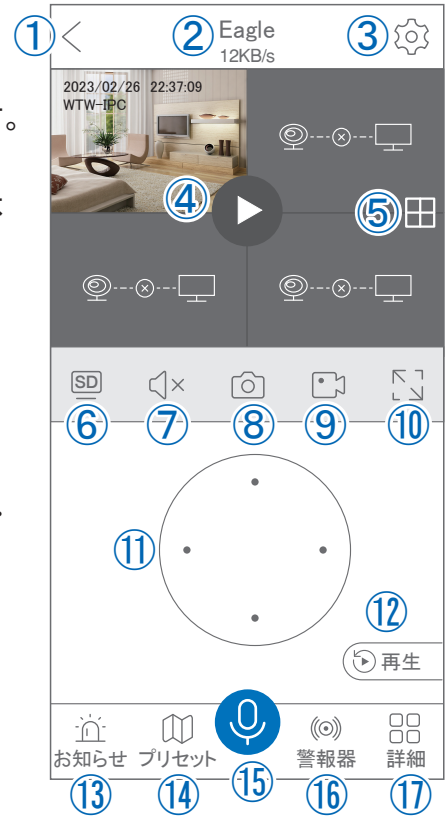 ① ② Eagle ③
12KB/s
2023/02/26 22:37:09
WTW-IPC
。
④
⑤
SD
⑥ ⑦ ⑧ ⑨ ⑩
⑪
⑫
再生
お知らせ プリセット 警報器 詳細
⑬ ⑭ ⑮ ⑯ ⑰